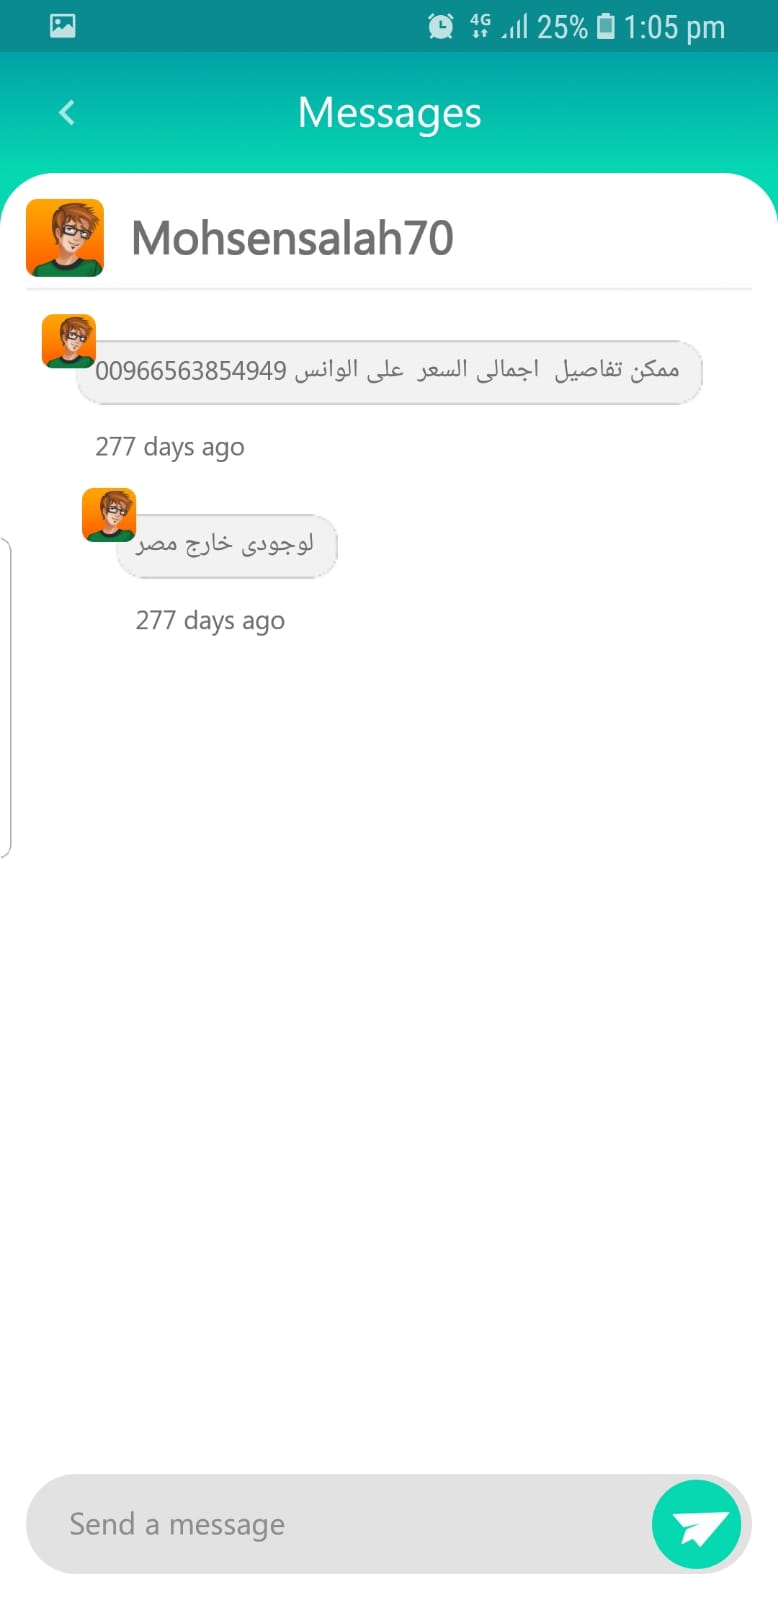 4G 25% 1:05 pm
Messages
Mohsensalah70
ممكن تفاصيل  اجمالى السعر  على الوانس 00966563854949
277 days ago
لوجودى خارج مصر
277 days ago
Send a message